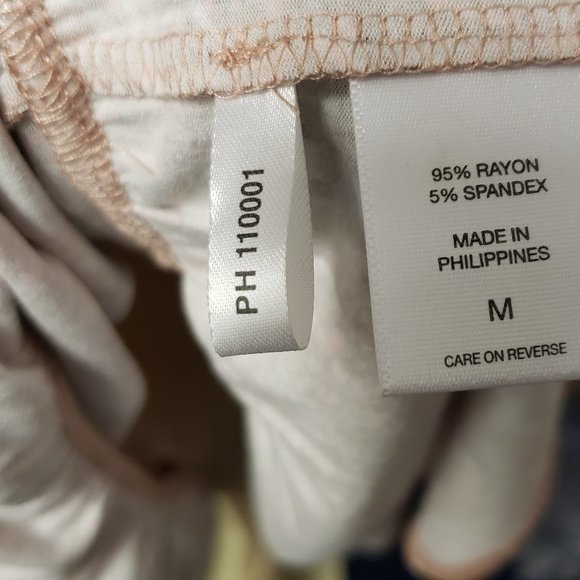 PH 110001
95% RAYON
5% SPANDEX
MADE IN
PHILIPPINES
M
CARE ON REVERSE